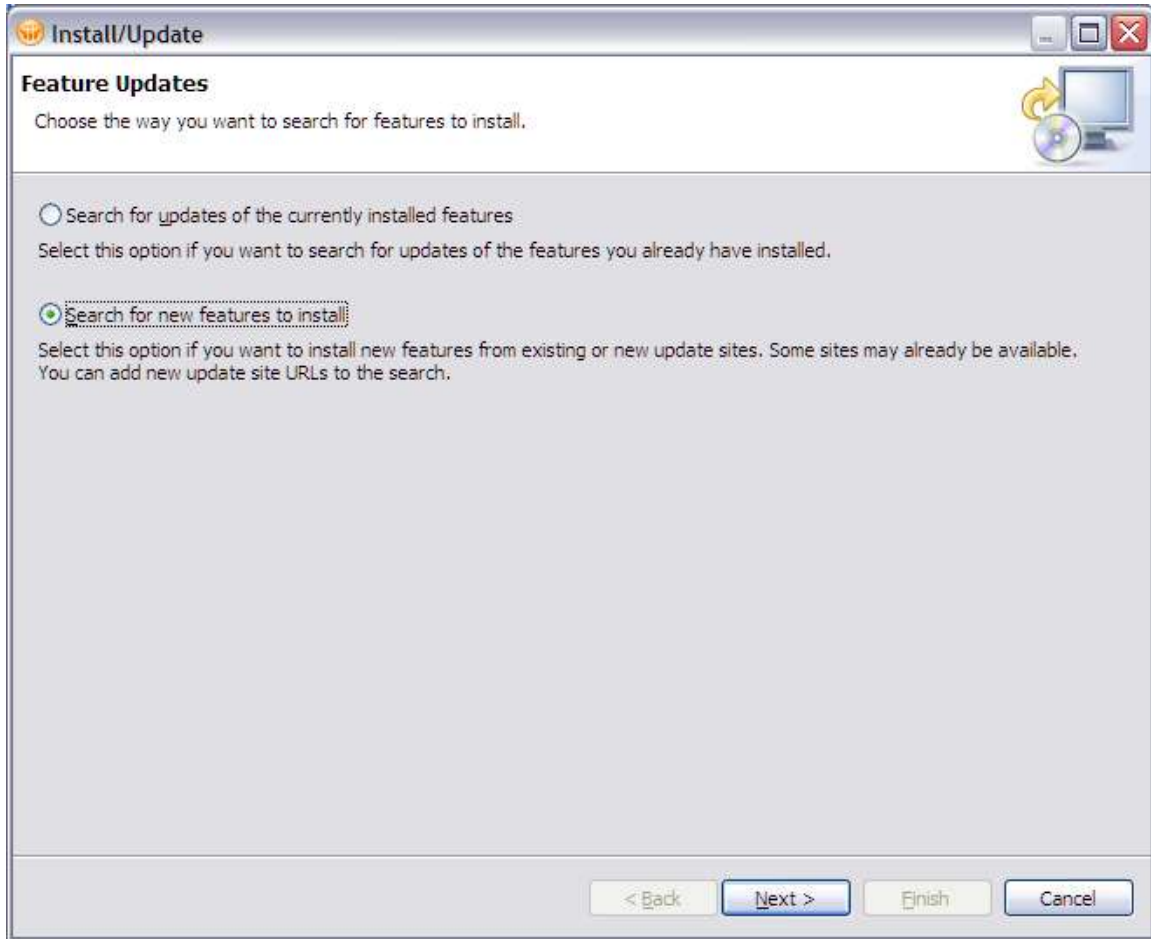 Install/Update
Feature Updates
Choose the way you want to search for features to install.
Search for updates of the currently installed features
Select this option if you want to search for updates of the features you already have installed.
Search for new features to install
Select this option if you want to install new features from existing or new update sites. Some sites may already be available.
You can add new update site URLs to the search.
< Back Next > Finish Cancel